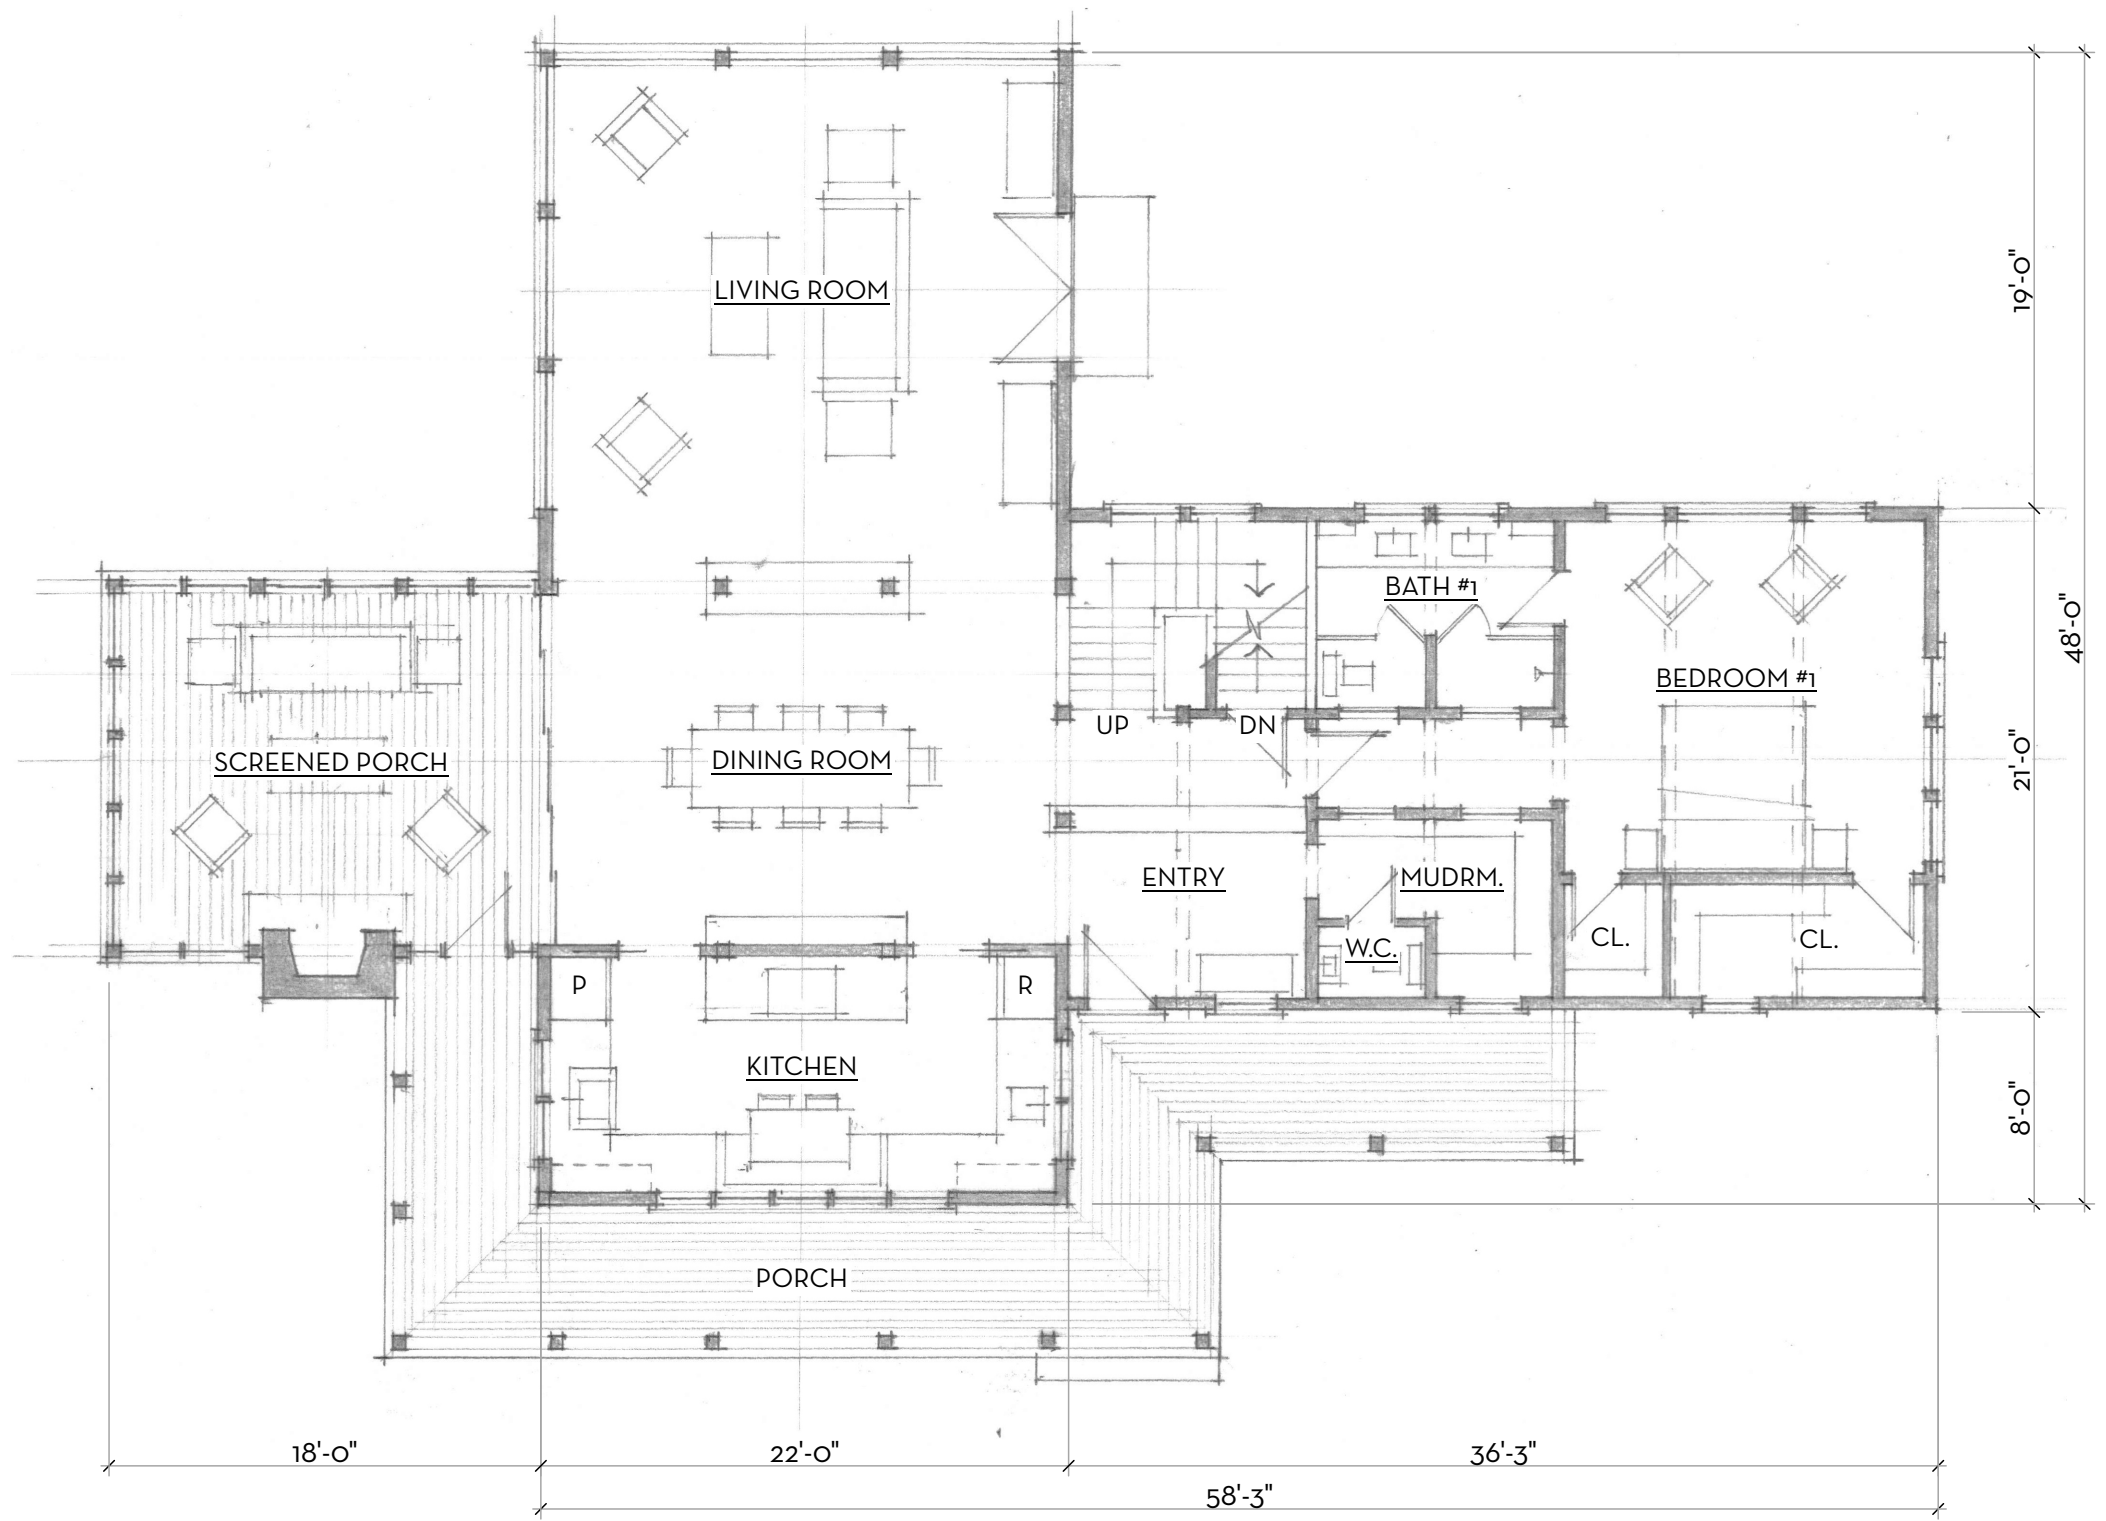 LIVING ROOM
19'-0"
BATH #1
48'-0"
BEDROOM #1
UP
DN
SCREENED PORCH
DINING ROOM
21'-0"
ENTRY
MUDRM.
CL.
CL.
W.C.
P
R
KITCHEN
8'-0"
PORCH
18'-0"
22'-0"
36'-3"
58'-3"